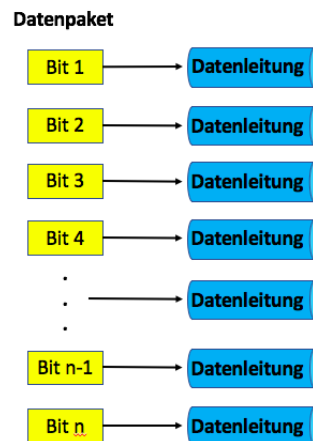 Datenpaket
Bit 1 Datenleitung
Bit 2 Datenleitung
Bit 3 Datenleitung
Bit 4 Datenleitung
. . . Datenleitung
Bit n-1 Datenleitung
Bit n Datenleitung